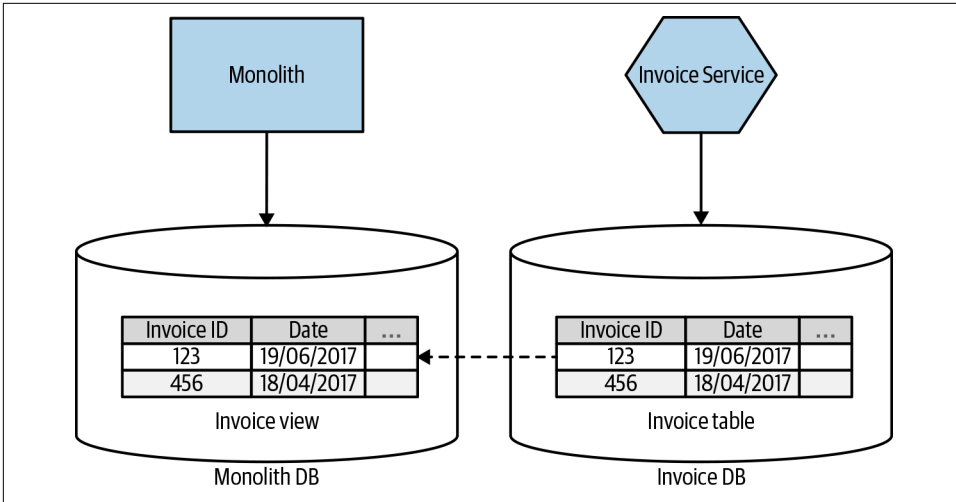 Monolith
Invoice Service
Invoice ID Date ...
123 19/06/2017
456 18/04/2017
Invoice view
Monolith DB
Invoice ID Date ...
123 19/06/2017
456 18/04/2017
Invoice table
Invoice DB